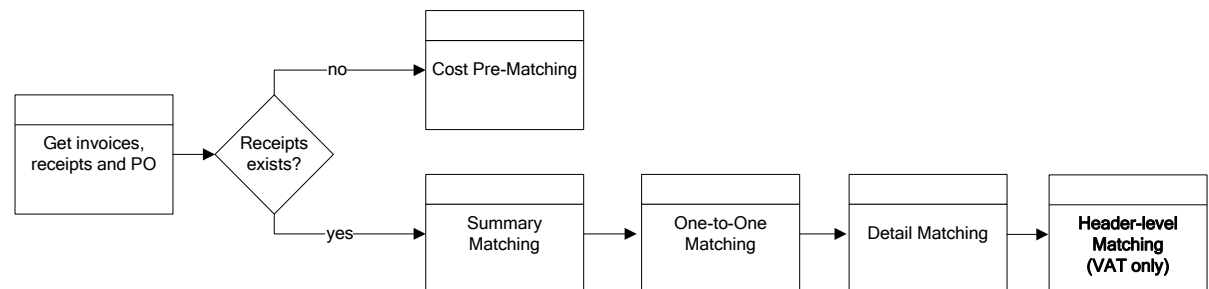 Get invoices,
receipts and PO
Receipts
exists?
no
Cost Pre-Matching
yes
Summary
Matching
One-to-One
Matching
Detail Matching
Header-level
Matching
(VAT only)